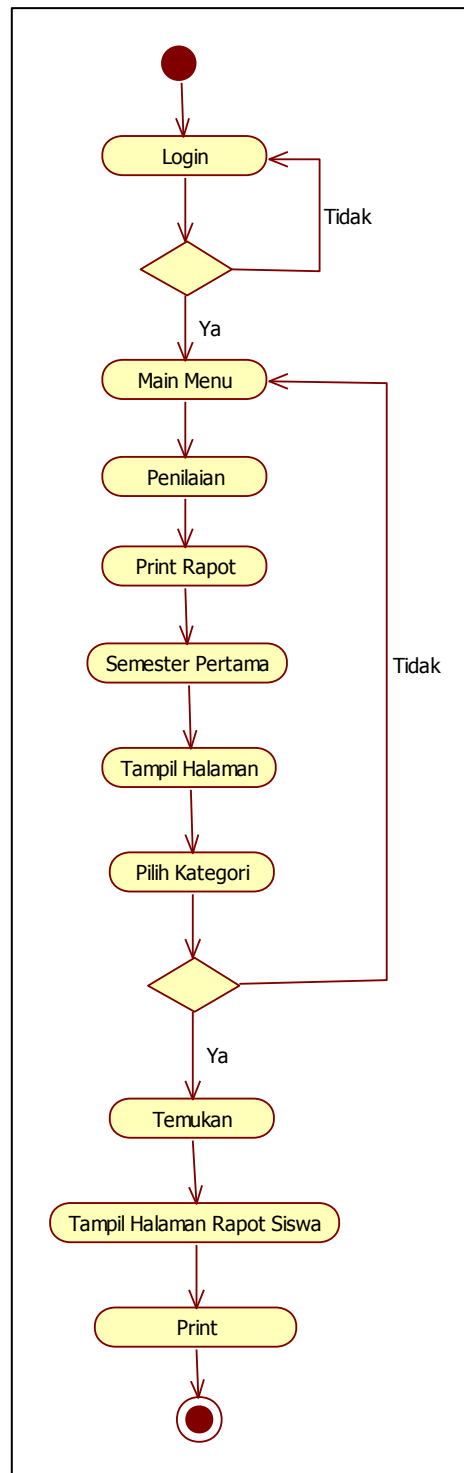 Login
Tidak
Ya
Main Menu
Penilaian
Print Rapot
Semester Pertama
Tidak
Tampil Halaman
Pilih Kategori
Ya
Temukan
Tampil Halaman Rapot Siswa
Print